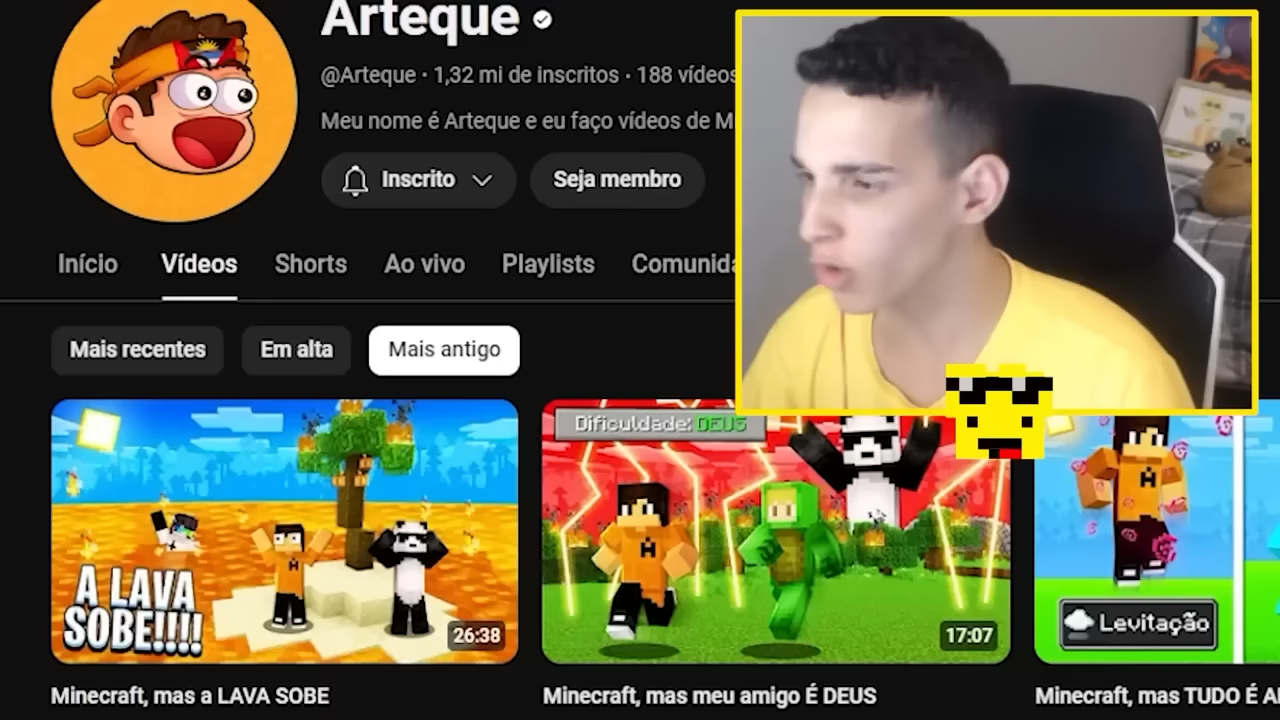 Arteque
@Arteque · 1,32 mi de inscritos · 188 vídeos
Meu nome é Arteque e eu faço vídeos de M
Inscrito
Seja membro
Início Vídeos Shorts Ao vivo Playlists Comunida
Mais recentes Em alta Mais antigo
A LAVA
SOBE!!!!
26:38
Dificuldade: DEUS
17:07
Levitação
Minecraft, mas a LAVA SOBE
Minecraft, mas meu amigo É DEUS
Minecraft, mas TUDO É